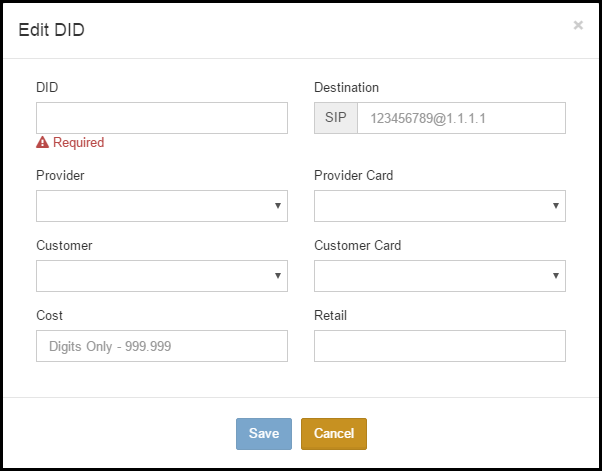 Edit DID
×
DID
Destination
SIP
123456789@1.1.1.1
Required
Provider
Provider Card
Customer
Customer Card
Cost
Retail
Digits Only - 999.999
Save
Cancel